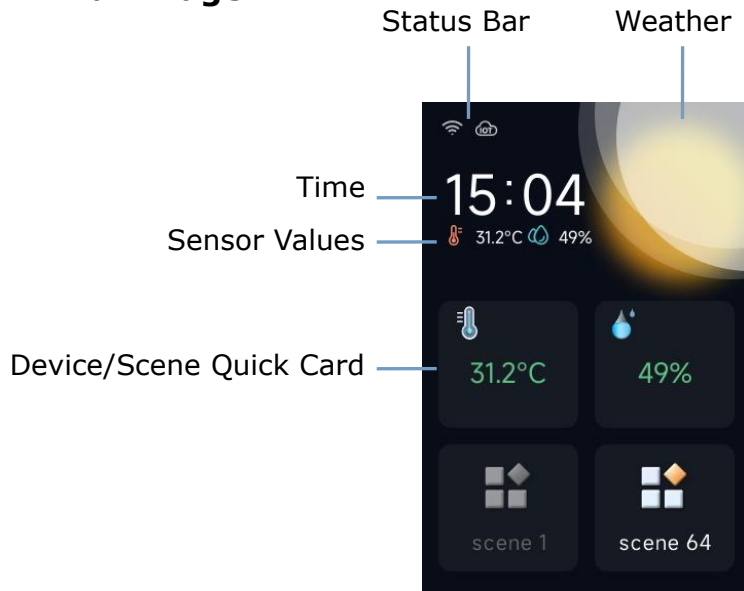 Status Bar Weather
IOT
Time 15:04
Sensor Values 31.2°C 49%
Device/Scene Quick Card 31.2°C 49%
scene 1 scene 64